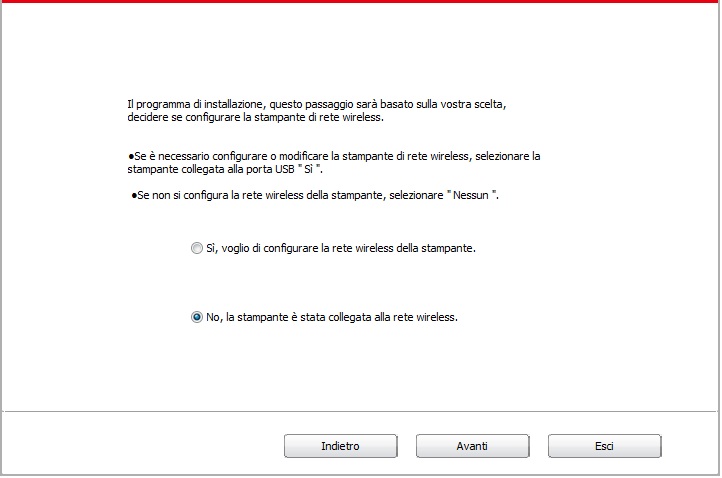 Il programma di installazione, questo passaggio sarà basato sulla vostra scelta,
decidere se configurare la stampante di rete wireless.
●Se è necessario configurare o modificare la stampante di rete wireless, selezionare la
stampante collegata alla porta USB " Sì ".
●Se non si configura la rete wireless della stampante, selezionare " Nessun ".
Sì, voglio di configurare la rete wireless della stampante.
No, la stampante è stata collegata alla rete wireless.
Indietro
Avanti
Esci